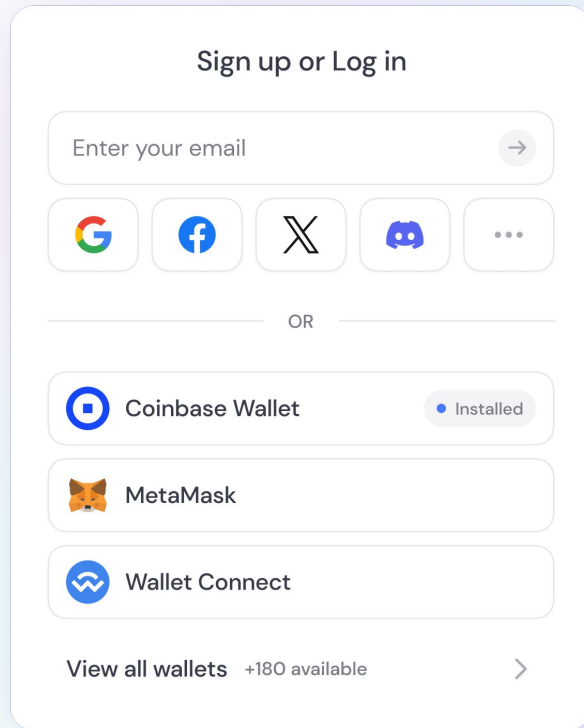 Sign up or Log in
Enter your email
OR
Coinbase Wallet Installed
MetaMask
Wallet Connect
View all wallets +180 available